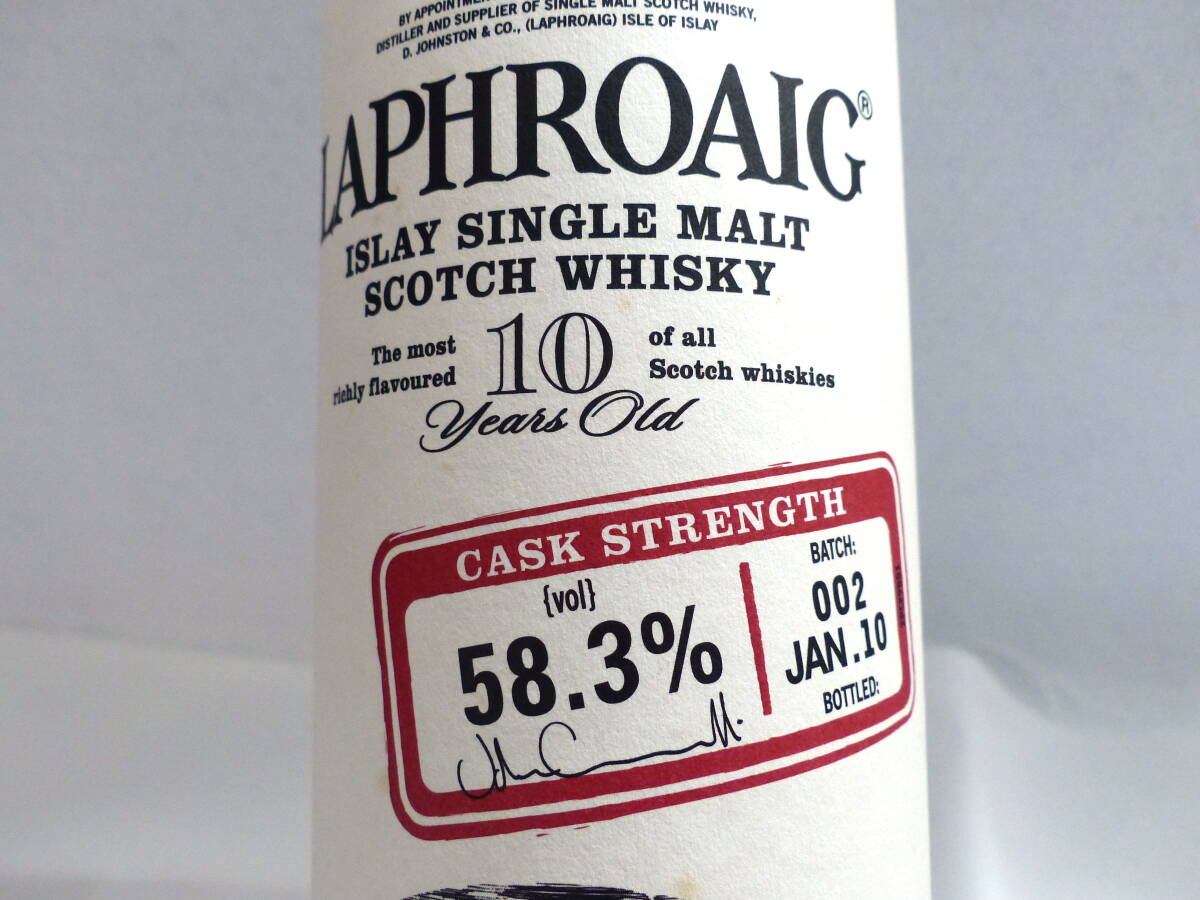 BY APPOINTMENT
OF SINGLE MALT SCOTCH WHISKY,
DISTILLER AND SUPPLIER
D. JOHNSTON & CO., (LAPHROAIG) ISLE OF ISLAY
LAPHROAIG®
ISLAY SINGLE MALT
SCOTCH WHISKY
The most richly flavoured
10
Years Old
of all
Scotch whiskies
CASK STRENGTH
{vol}
58.3%
BATCH:
002
JAN.10
BOTTLED: